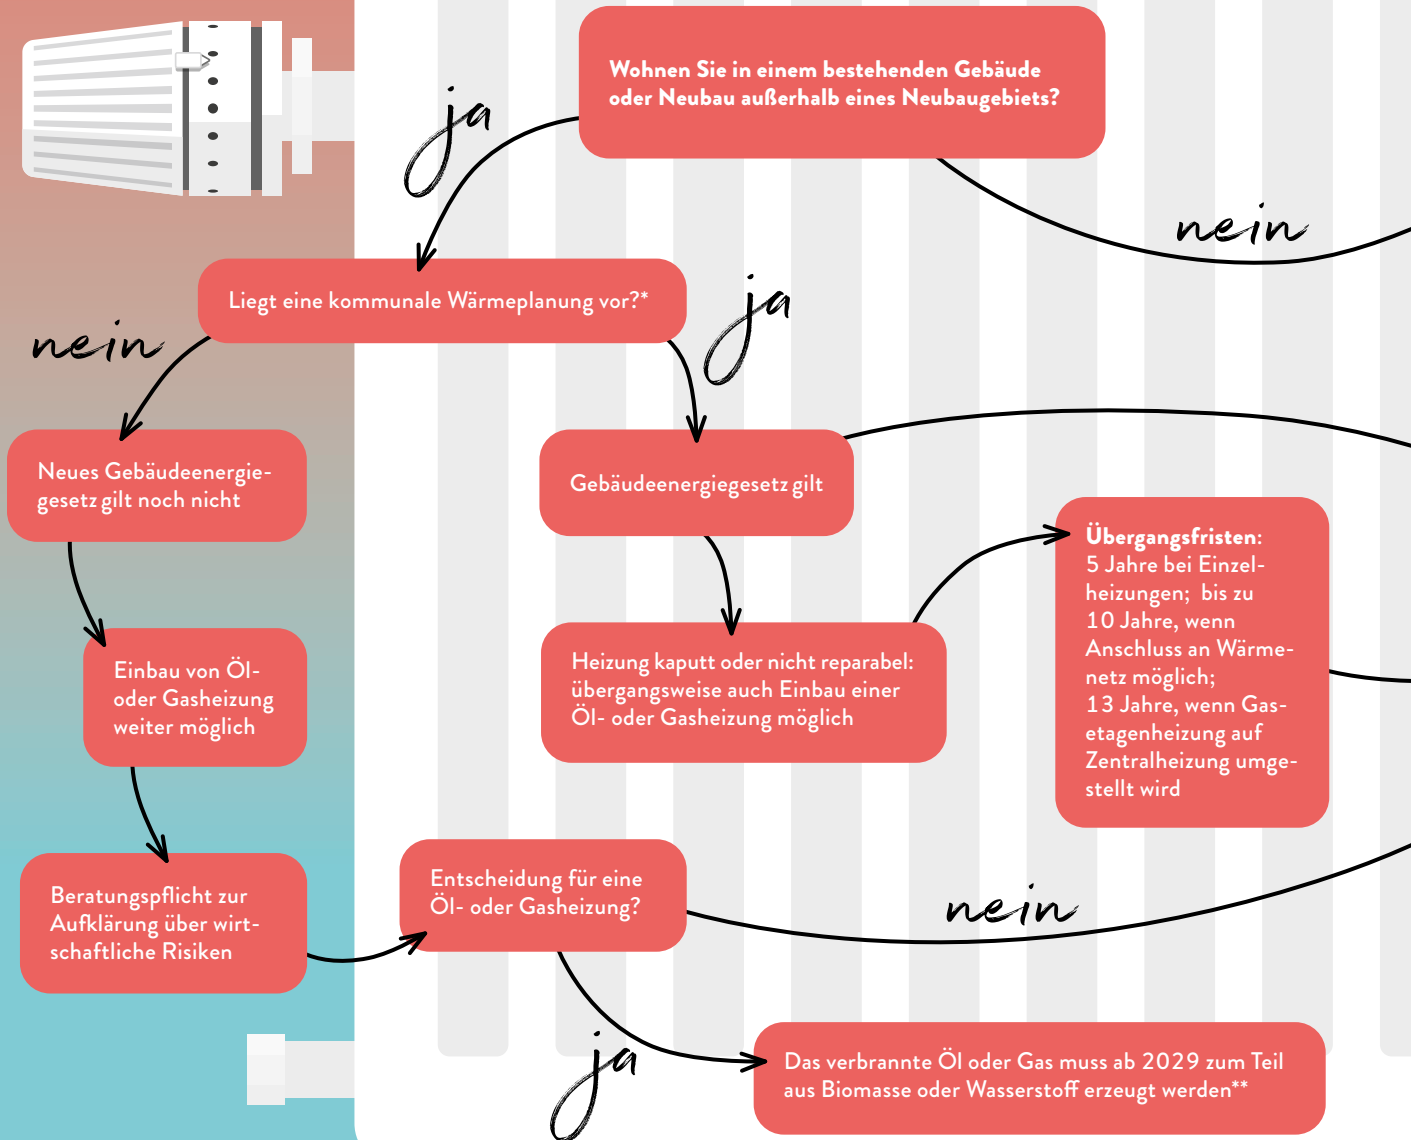 Wohnen Sie in einem bestehenden Gebäude
oder Neubau außerhalb eines Neubaugebiets?
ja
nein
Liegt eine kommunale Wärmeplanung vor?*
nein
ja
Neues Gebäudeenergie-
gesetz gilt noch nicht
Gebäudeenergiegesetz gilt
Einbau von Öl-
oder Gasheizung
weiter möglich
Heizung kaputt oder nicht reparabel:
übergangsweise auch Einbau einer
Öl- oder Gasheizung möglich
Übergangsfristen:
5 Jahre bei Einzel-
heizungen; bis zu
10 Jahre, wenn
Anschluss an Wärme-
netz möglich;
13 Jahre, wenn Gas-
etagenheizung auf
Zentralheizung umge-
stellt wird
Beratungspflicht zur
Aufklärung über wirt-
schaftliche Risiken
Entscheidung für eine
Öl- oder Gasheizung?
nein
ja
Das verbrannte Öl oder Gas muss ab 2029 zum Teil
aus Biomasse oder Wasserstoff erzeugt werden**